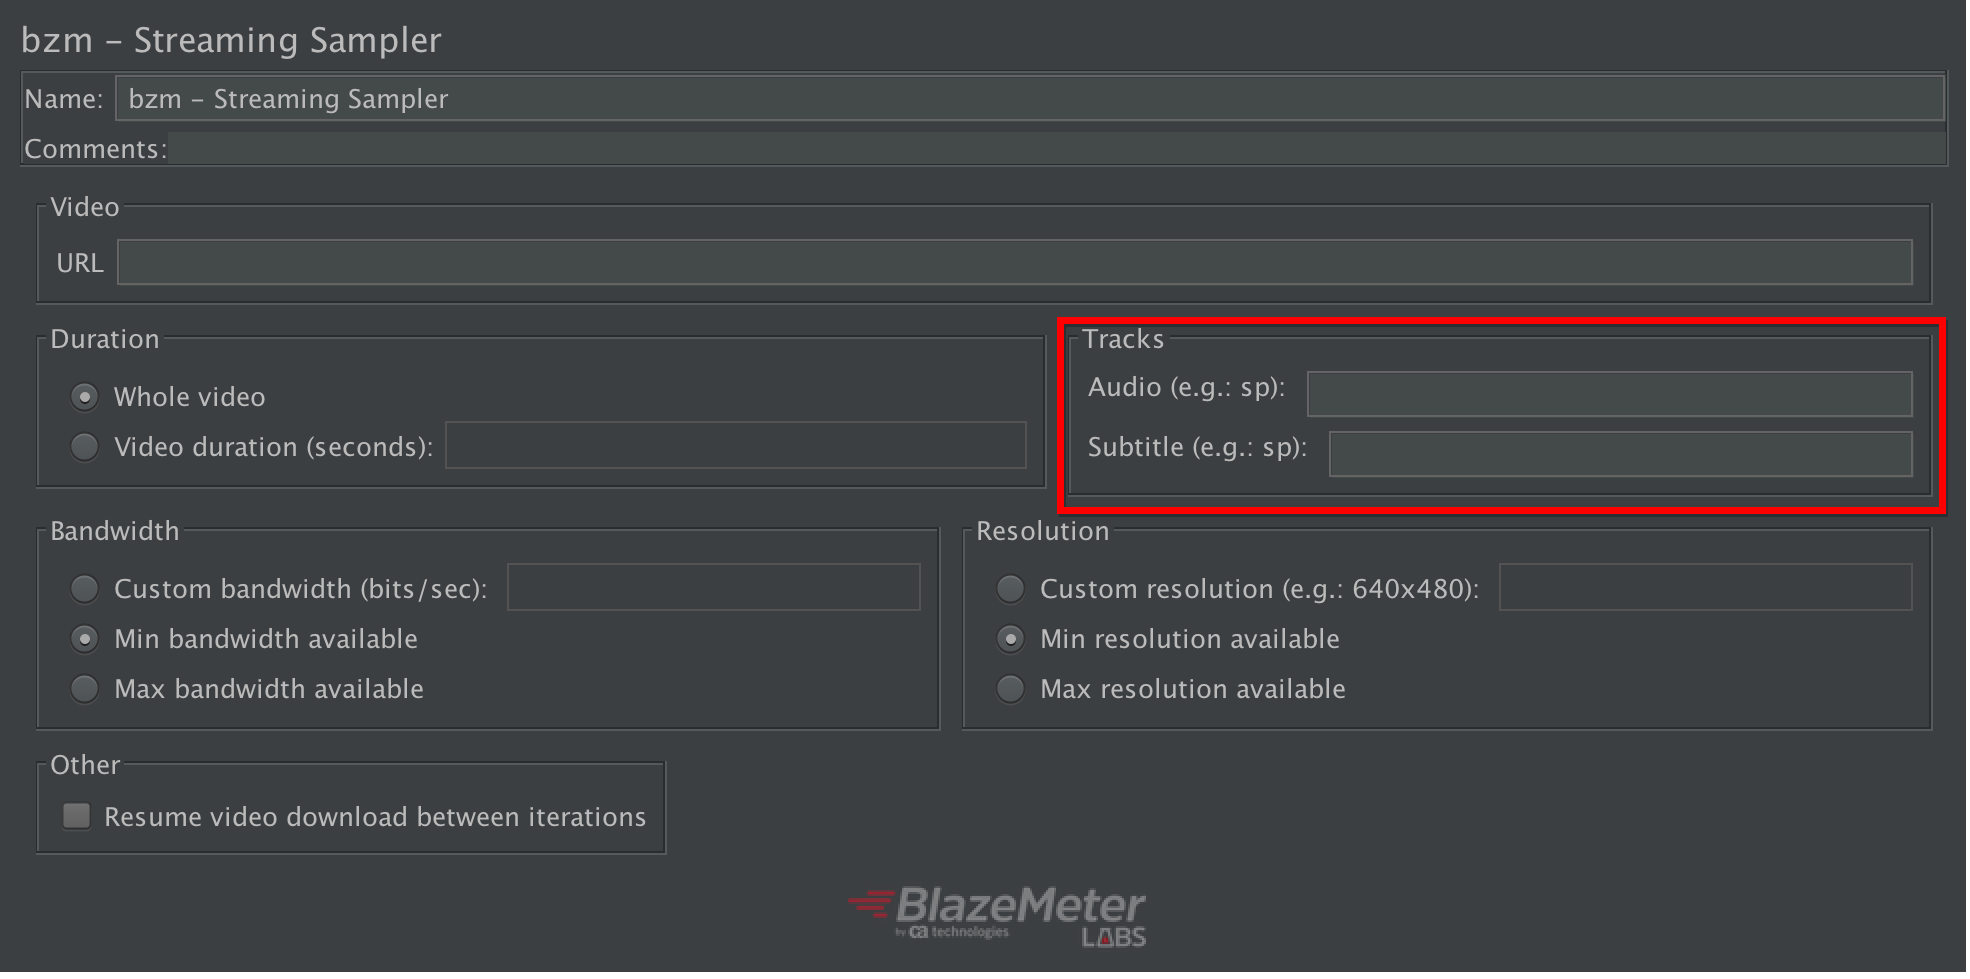 bzm – Streaming Sampler
Name: bzm – Streaming Sampler
Comments:
Video
URL
Duration
Whole video
Video duration (seconds):
Tracks
Audio (e.g.: sp):
Subtitle (e.g.: sp):
Bandwidth
Custom bandwidth (bits/sec):
Min bandwidth available
Max bandwidth available
Resolution
Custom resolution (e.g.: 640x480):
Min resolution available
Max resolution available
Other
Resume video download between iterations
BlazeMeter
by ca technologies
LABS